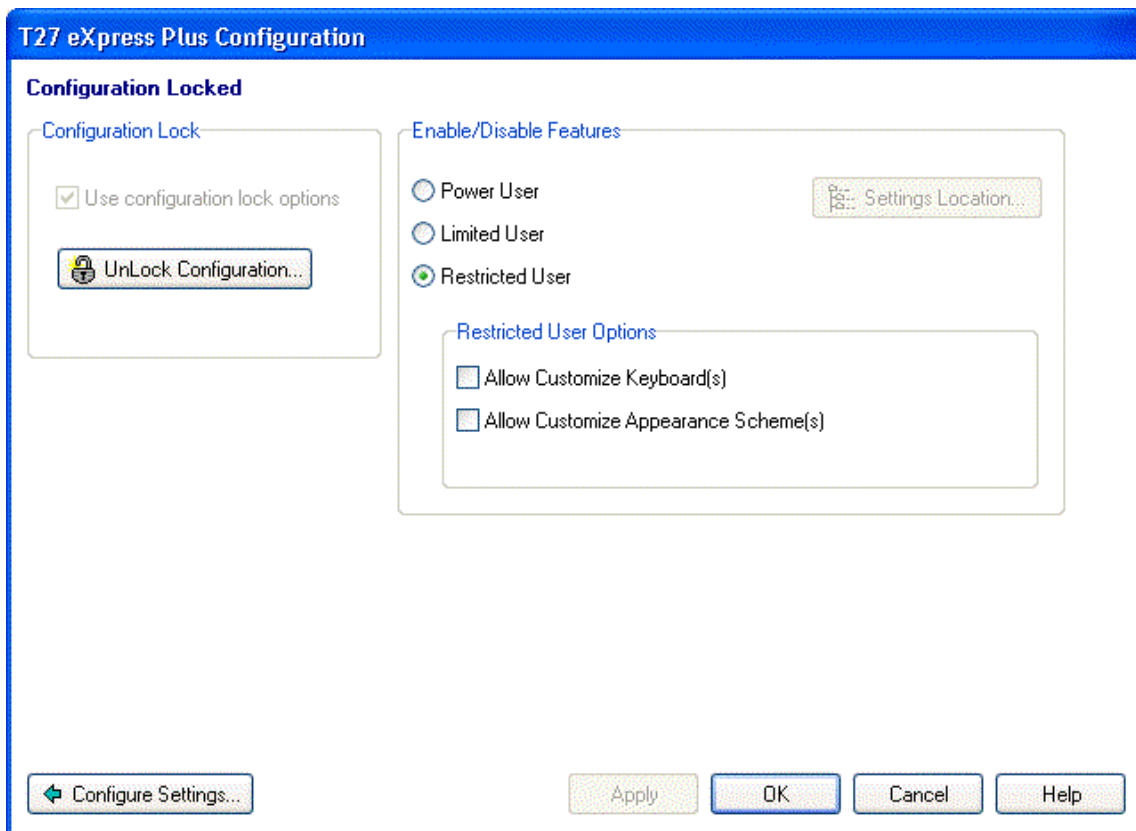 T27 eXpress Plus Configuration
Configuration Locked
Configuration Lock
Use configuration lock options
UnLock Configuration...
Enable/Disable Features
Power User
Settings Location...
Limited User
Restricted User
Restricted User Options
Allow Customize Keyboard(s)
Allow Customize Appearance Scheme(s)
Configure Settings...
Apply
OK
Cancel
Help